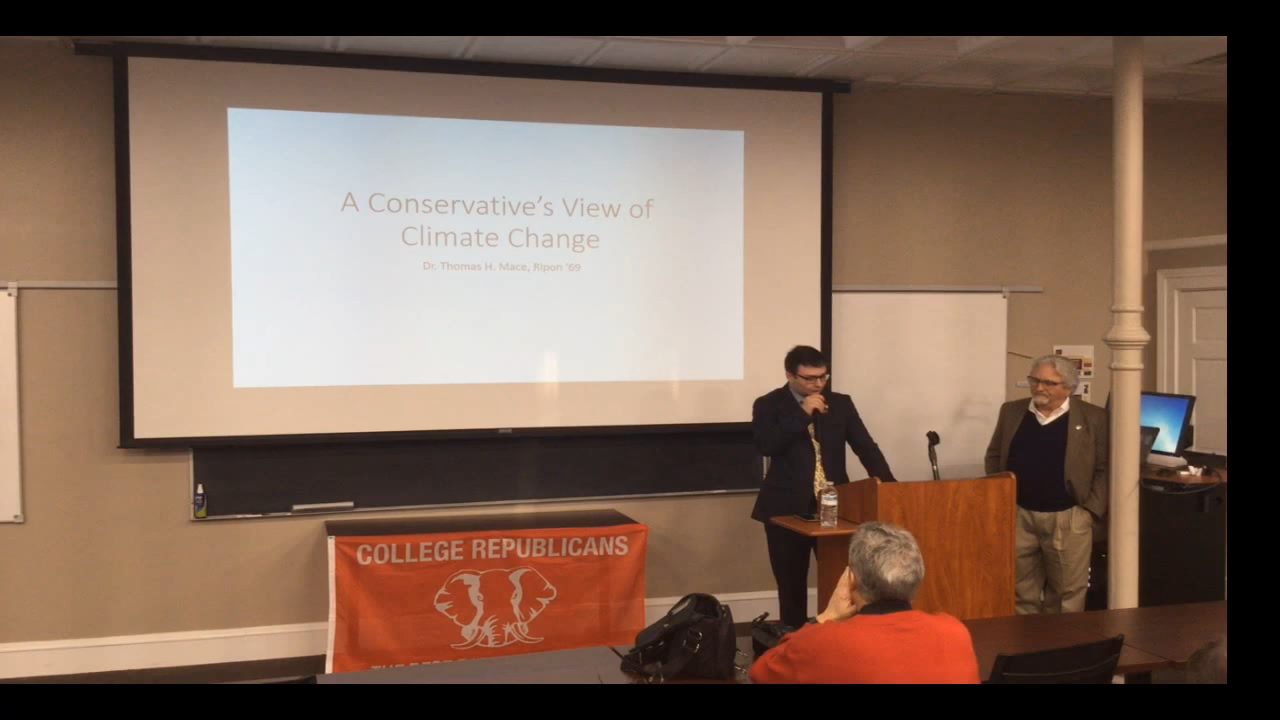 A Conservative's View of
Climate Change
Dr. Thomas H. Mace, Ripon '69
COLLEGE REPUBLICANS